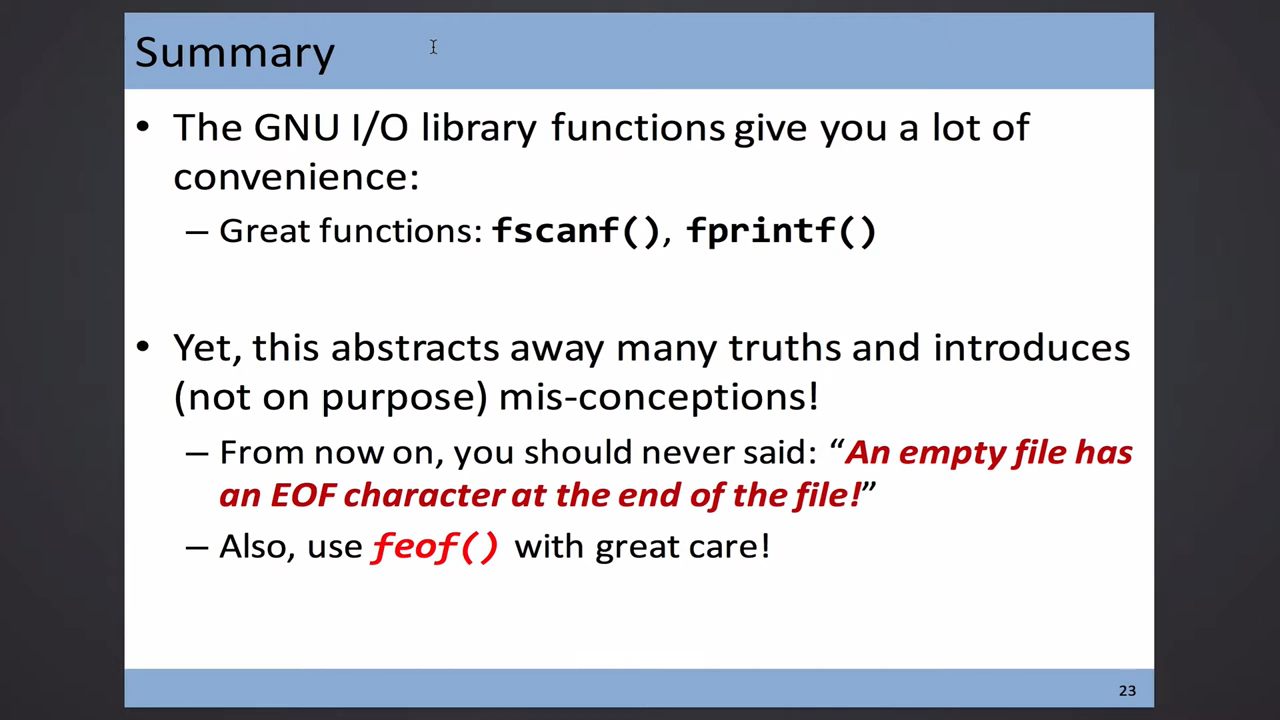 Summary
• The GNU I/O library functions give you a lot of
convenience:
– Great functions: fscanf(), fprintf()
• Yet, this abstracts away many truths and introduces
(not on purpose) mis-conceptions!
– From now on, you should never said: “An empty file has
an EOF character at the end of the file!”
– Also, use feof() with great care!
23